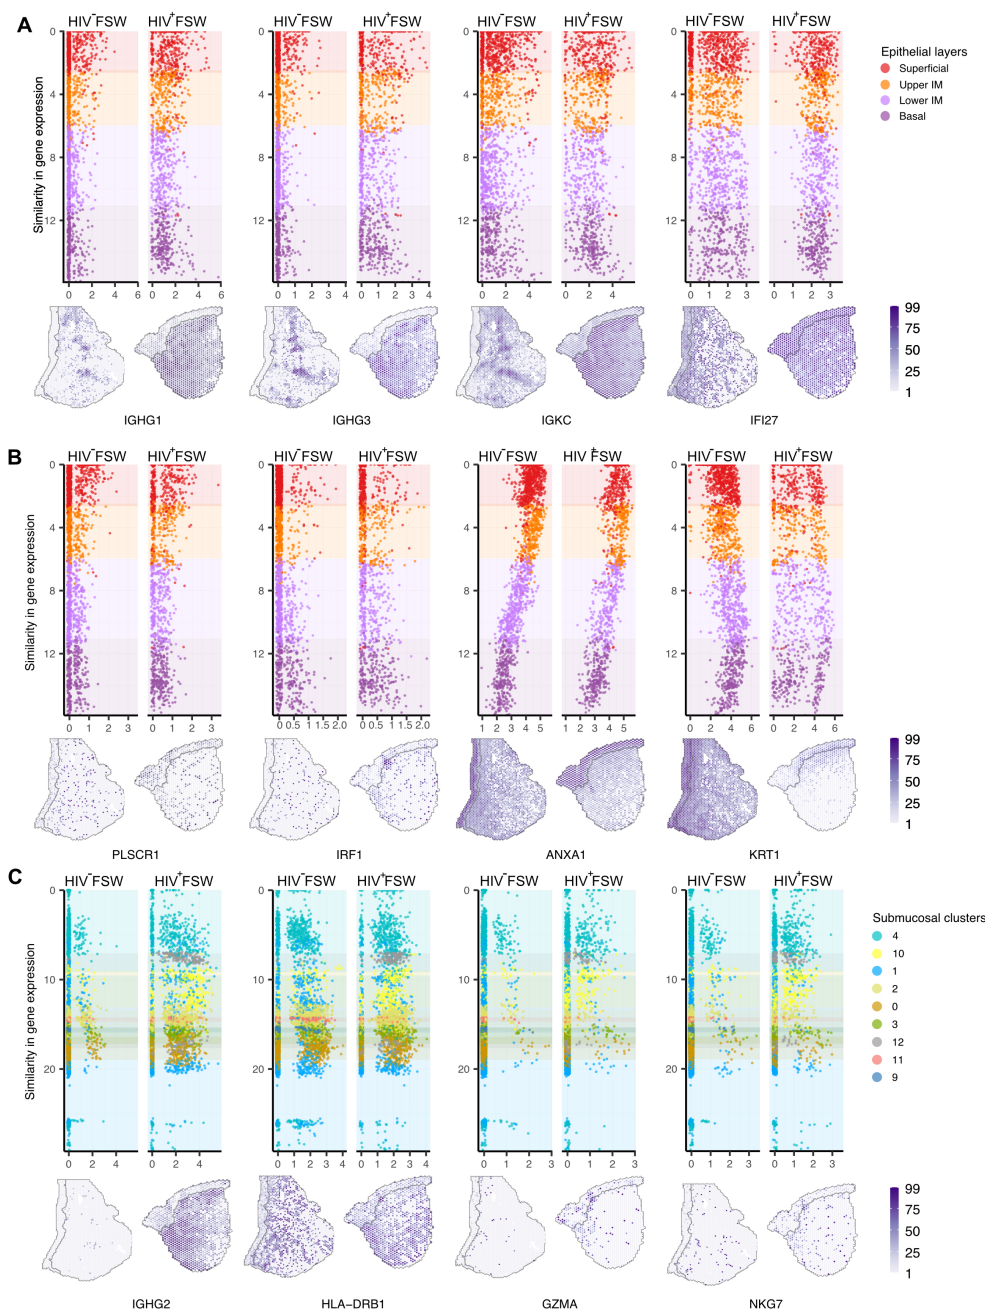 A
HIV-FSW HIV+FSW HIV-FSW HIV+FSW HIV-FSW HIV+FSW HIV-FSW HIV+FSW
Similarity in gene expression
0
4
8
12
0 2 4 6 0 2 4 6 0 1 2 3 4 0 1 2 3 4 0 2 4 0 2 4 0 1 2 3 0 1 2 3
Epithelial layers
Superficial
Upper IM
Lower IM
Basal
99
75
50
25
1
IGHG1 IGHG3 IGKC IFI27
B
HIV-FSW HIV+FSW HIV-FSW HIV+FSW HIV-FSW HIV+FSW HIV-FSW HIV+FSW
Similarity in gene expression
0
4
8
12
0 1 2 3 0 1 2 3 0 0.5 1 1.5 2.0 0 0.5 1 1.5 2.0 1 2 3 4 5 1 2 3 4 5 0 2 4 6 0 2 4 6
99
75
50
25
1
PLSCR1 IRF1 ANXA1 KRT1
C
HIV-FSW HIV+FSW HIV-FSW HIV+FSW HIV-FSW HIV+FSW HIV-FSW HIV+FSW
Similarity in gene expression
0
10
20
0 2 4 0 2 4 0 1 2 3 4 0 1 2 3 4 0 1 2 3 0 1 2 3 0 1 2 3 0 1 2 3
Submucosal clusters
4
10
1
2
0
3
12
11
9
99
75
50
25
1
IGHG2 HLA−DRB1 GZMA NKG7